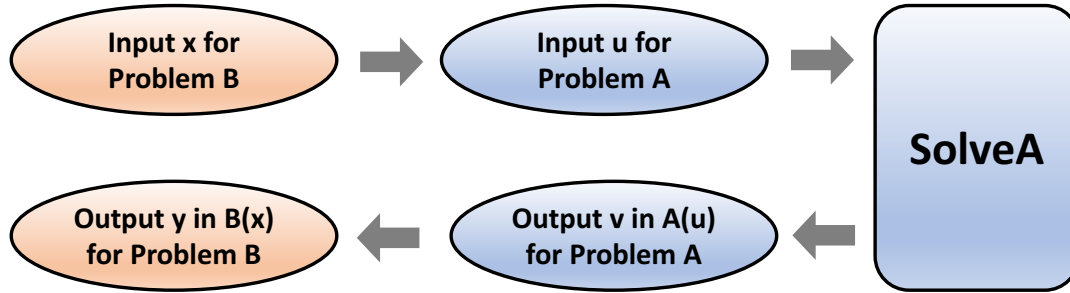 Input x for
Problem B
Input u for
Problem A
SolveA
Output y in B(x)
for Problem B
Output v in A(u)
for Problem A